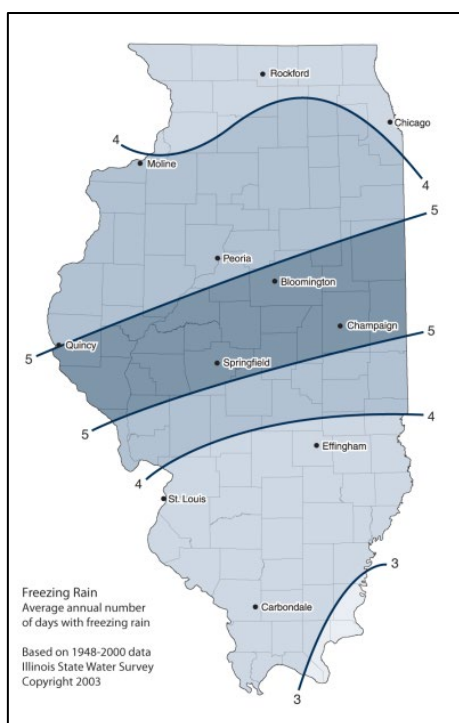 Rockford
Chicago
4
Moline
4
5
Peoria
Bloomington
Champaign
5
Quincy
5
Springfield
5
4
Effingham
4
St. Louis
3
Freezing Rain
Average annual number
of days with freezing rain
Carbondale
Based on 1948-2000 data
Illinois State Water Survey
Copyright 2003
3